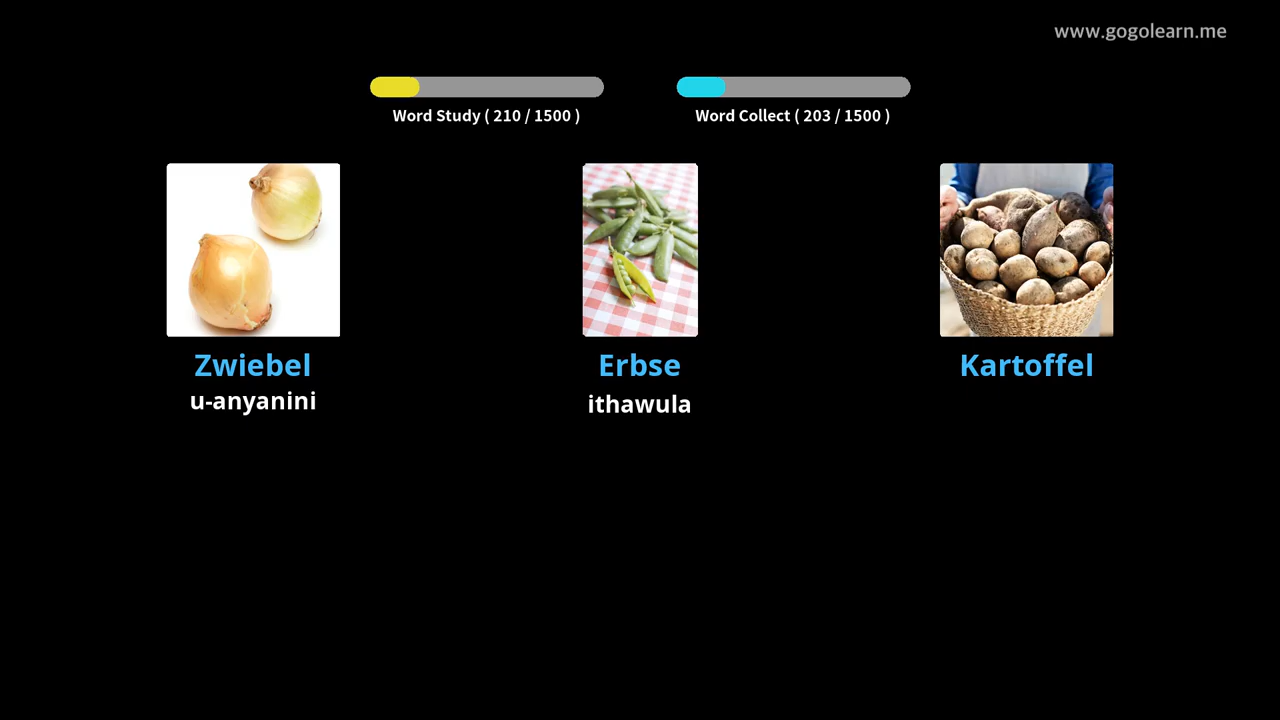 www.gogolearn.me
Word Study ( 210 / 1500 )
Word Collect ( 203 / 1500 )
Zwiebel
u-anyanini
Erbse
ithawula
Kartoffel